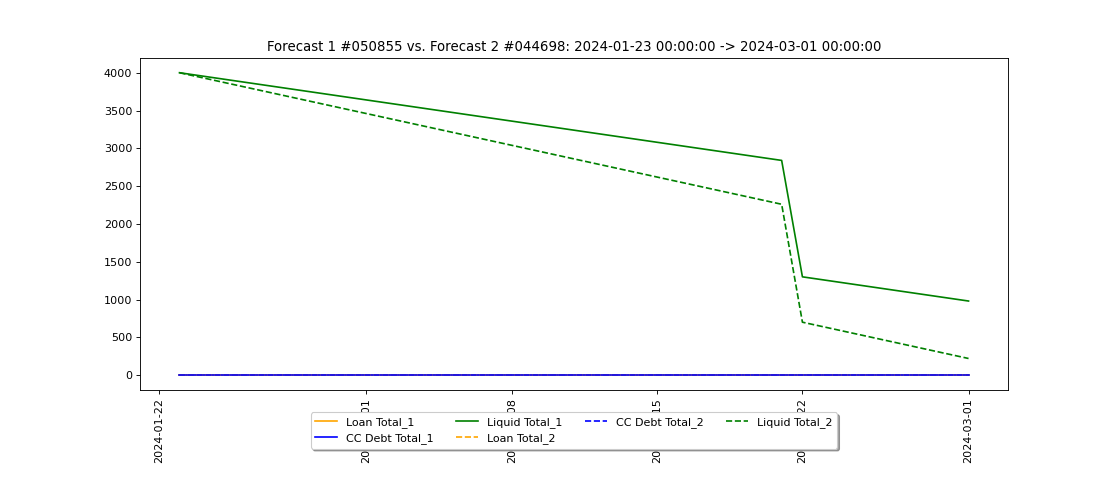 Forecast 1 #050855 vs. Forecast 2 #044698: 2024-01-23 00:00:00 -> 2024-03-01 00:00:00
4000
3500
3000
2500
2000
1500
1000
500
0
2024-01-22
2024-03-01
Loan Total_1
CC Debt Total_1
Liquid Total_1
Loan Total_2
CC Debt Total_2
Liquid Total_2